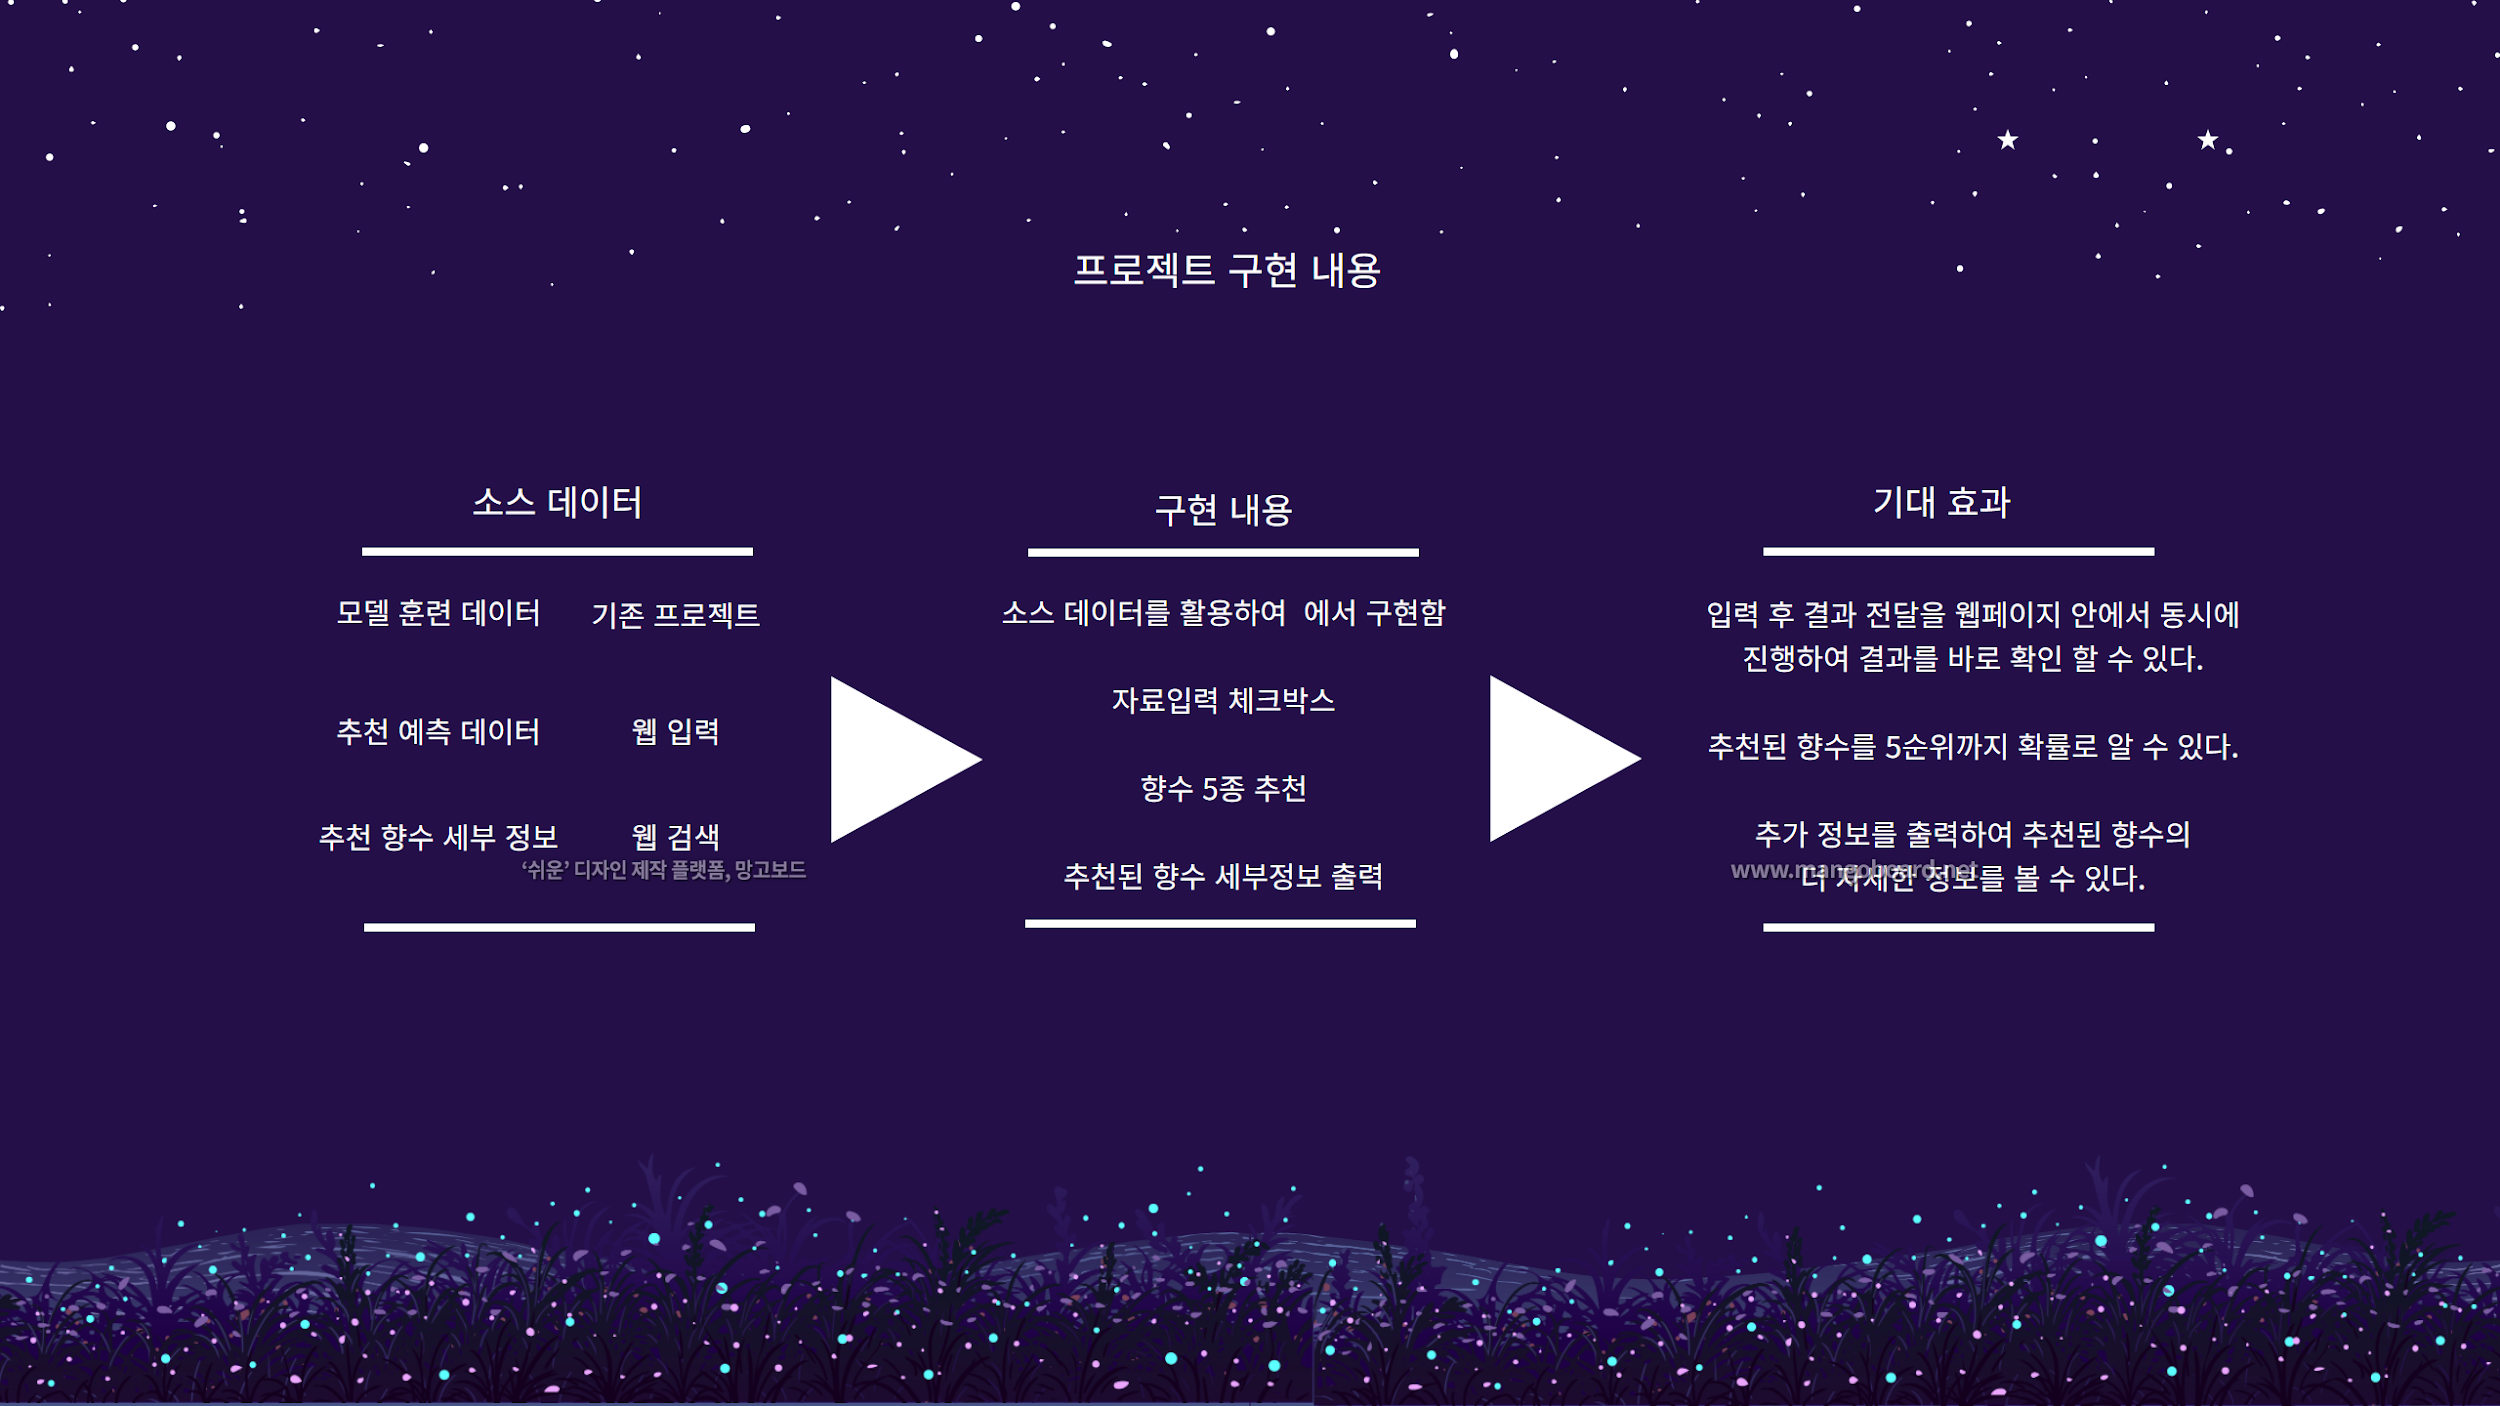 프로젝트 구현 내용
소스 데이터
모델 훈련 데이터 기존 프로젝트
추천 예측 데이터 웹 입력
추천 향수 세부 정보 웹 검색
‘쉬운’ 디자인 제작 플랫폼, 망고보드
구현 내용
소스 데이터를 활용하여 에서 구현함
자료입력 체크박스
향수 5종 추천
추천된 향수 세부정보 출력
기대 효과
입력 후 결과 전달을 웹페이지 안에서 동시에
진행하여 결과를 바로 확인 할 수 있다.
추천된 향수를 5순위까지 확률로 알 수 있다.
추가 정보를 출력하여 추천된 향수의
www.mangoboard.net
더 자세한 정보를 볼 수 있다.